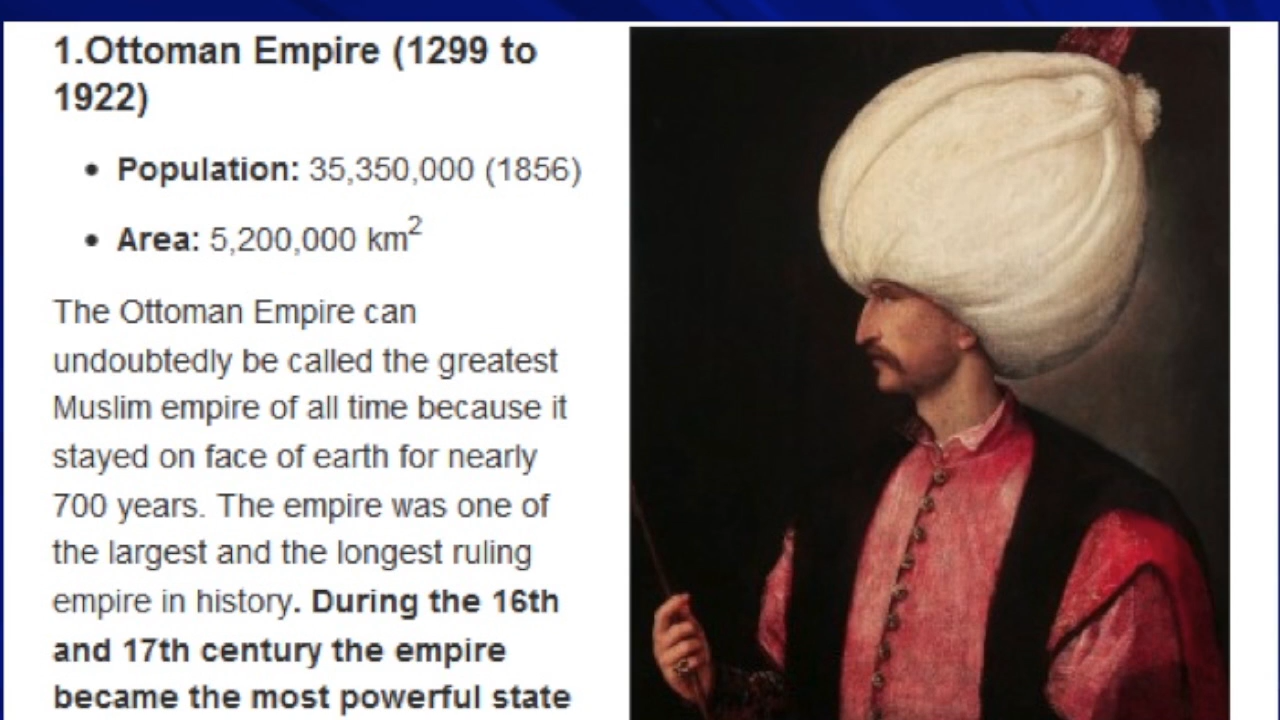 1.Ottoman Empire (1299 to
1922)
• Population: 35,350,000 (1856)
• Area: 5,200,000 km²
The Ottoman Empire can
undoubtedly be called the greatest
Muslim empire of all time because it
stayed on face of earth for nearly
700 years. The empire was one of
the largest and the longest ruling
empire in history. During the 16th
and 17th century the empire
became the most powerful state